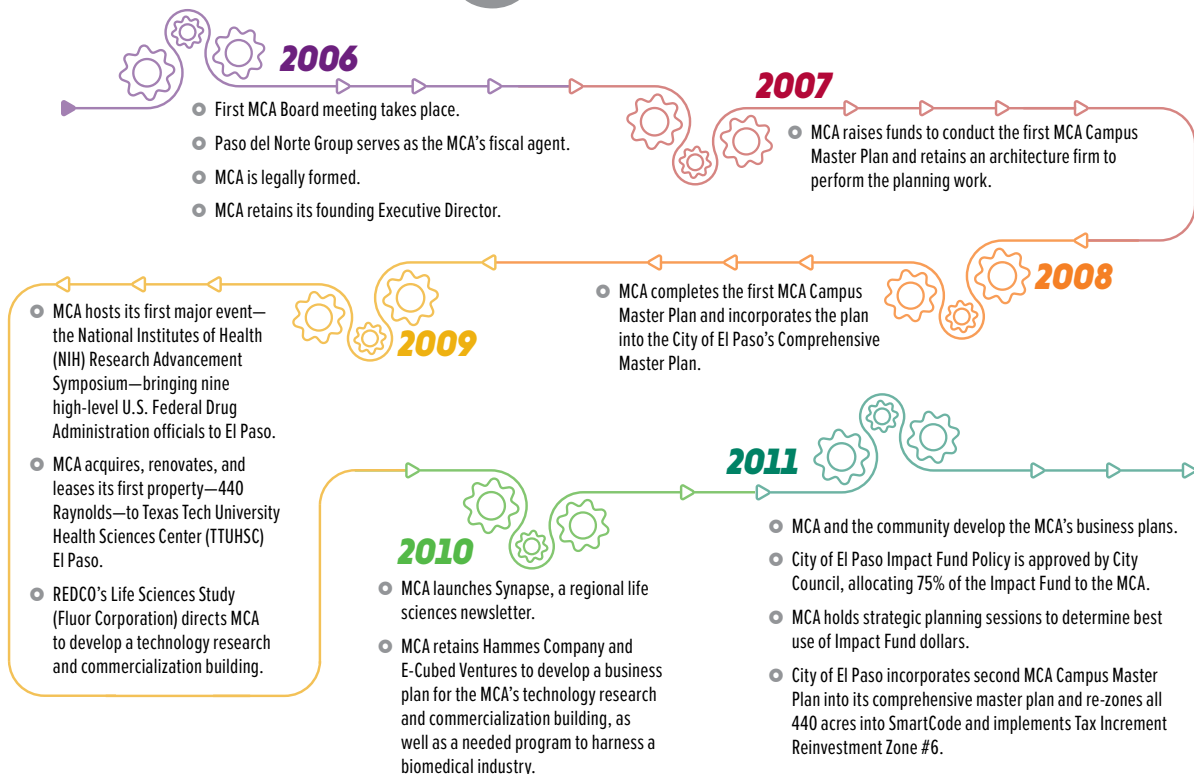 2006
First MCA Board meeting takes place.
Paso del Norte Group serves as the MCA’s fiscal agent.
MCA is legally formed.
MCA retains its founding Executive Director.
2007
MCA raises funds to conduct the first MCA Campus
Master Plan and retains an architecture firm to
perform the planning work.
2008
MCA completes the first MCA Campus
Master Plan and incorporates the plan
into the City of El Paso’s Comprehensive
Master Plan.
2009
MCA hosts its first major event—
the National Institutes of Health
(NIH) Research Advancement
Symposium—bringing nine
high-level U.S. Federal Drug
Administration officials to El Paso.
MCA acquires, renovates, and
leases its first property—440
Raynolds—to Texas Tech University
Health Sciences Center (TTUHSC)
El Paso.
REDCO’s Life Sciences Study
(Fluor Corporation) directs MCA
to develop a technology research
and commercialization building.
2010
MCA launches Synapse, a regional life
sciences newsletter.
MCA retains Hammes Company and
E-Cubed Ventures to develop a business
plan for the MCA’s technology research
and commercialization building, as
well as a needed program to harness a
biomedical industry.
2011
MCA and the community develop the MCA’s business plans.
City of El Paso Impact Fund Policy is approved by City
Council, allocating 75% of the Impact Fund to the MCA.
MCA holds strategic planning sessions to determine best
use of Impact Fund dollars.
City of El Paso incorporates second MCA Campus Master
Plan into its comprehensive master plan and re-zones all
440 acres into SmartCode and implements Tax Increment
Reinvestment Zone #6.